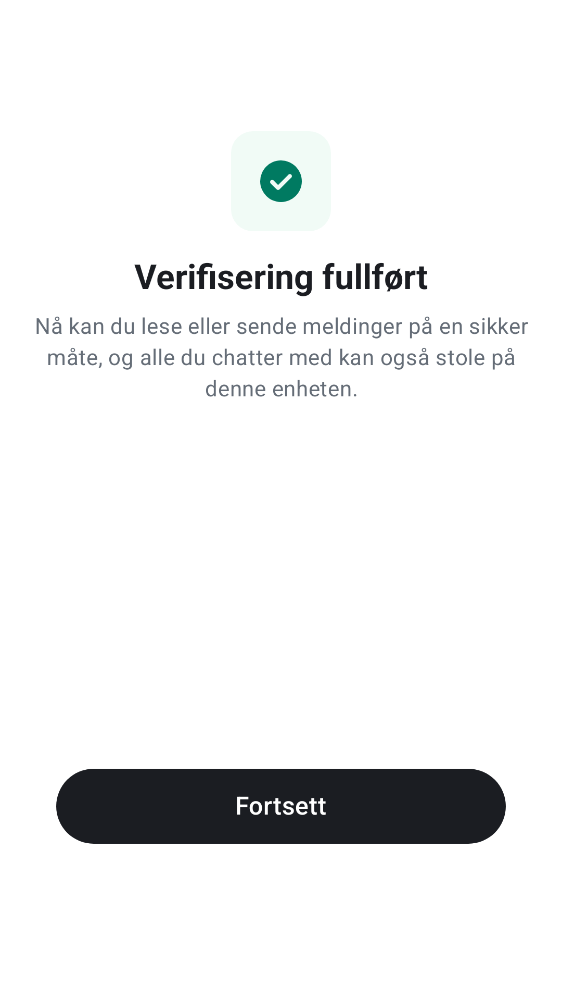 Verifisering fullført
Nå kan du lese eller sende meldinger på en sikker
måte, og alle du chatter med kan også stole på
denne enheten.
Fortsett